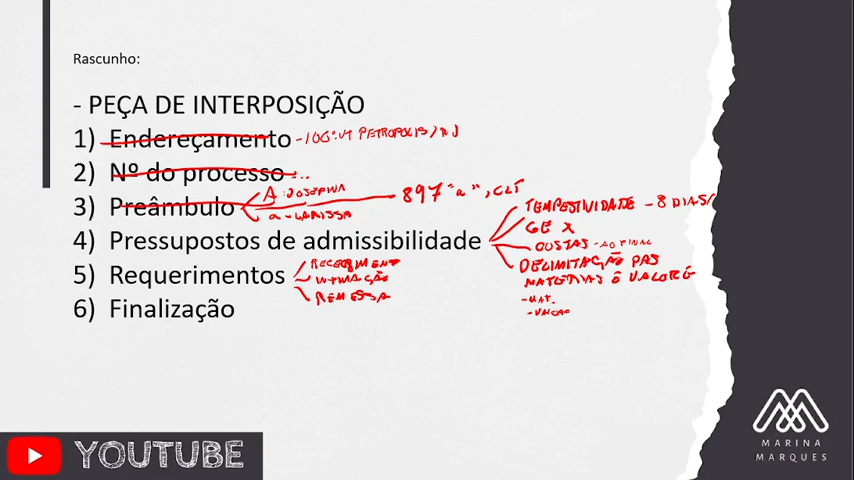 Rascunho:
- PEÇA DE INTERPOSIÇÃO
1) Endereçamento - 100ª VT PETRÓPOLIS/RJ
2) Nº do processo ...
3) Preâmbulo A: JOSEFINA 897 "a", CLT
a - LARISSA
TEMPESTIVIDADE - 8 DIAS/
4) Pressupostos de admissibilidade
GE X
CUSTAS - AO FINAL
DELIMITAÇÃO DAS
MATÉRIAS E VALORES
- MAT.
5) Requerimentos
RECEBIMENTO
INTIMAÇÃO
REMESSA
6) Finalização
YOUTUBE
MARINA
MARQUES